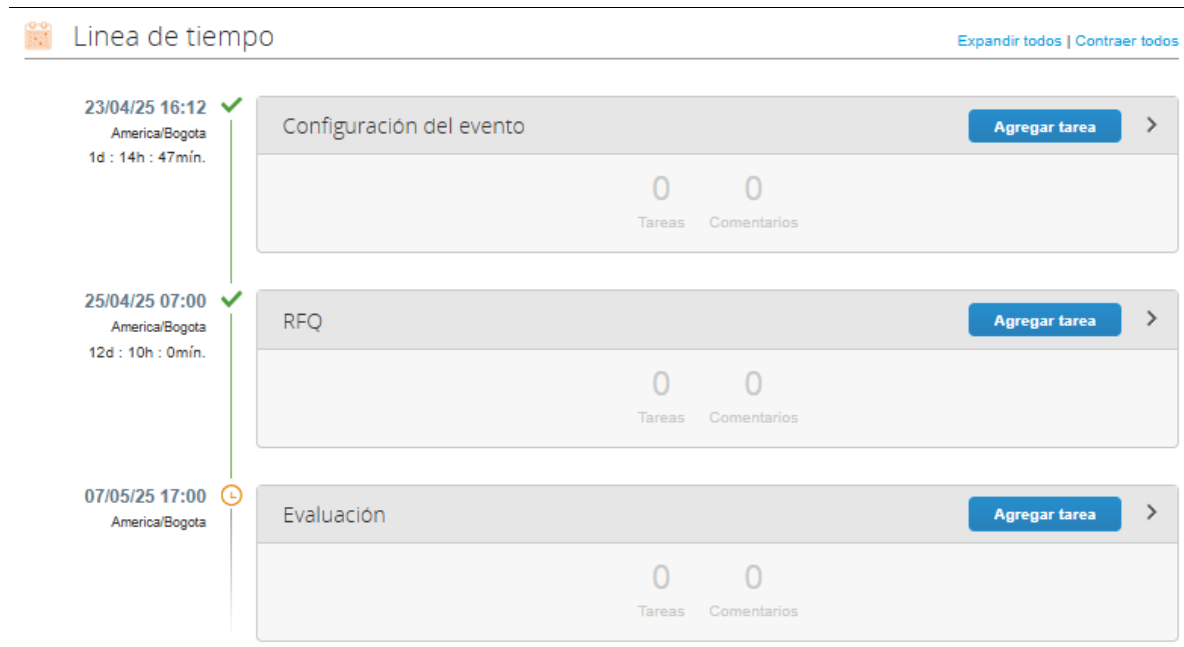 Linea de tiempo
Expandir todos | Contraer todos
23/04/25 16:12
America/Bogota
1d : 14h : 47mín.
Configuración del evento
Agregar tarea
0 0
Tareas Comentarios
25/04/25 07:00
America/Bogota
12d : 10h : 0mín.
RFQ
Agregar tarea
0 0
Tareas Comentarios
07/05/25 17:00
America/Bogota
Evaluación
Agregar tarea
0 0
Tareas Comentarios